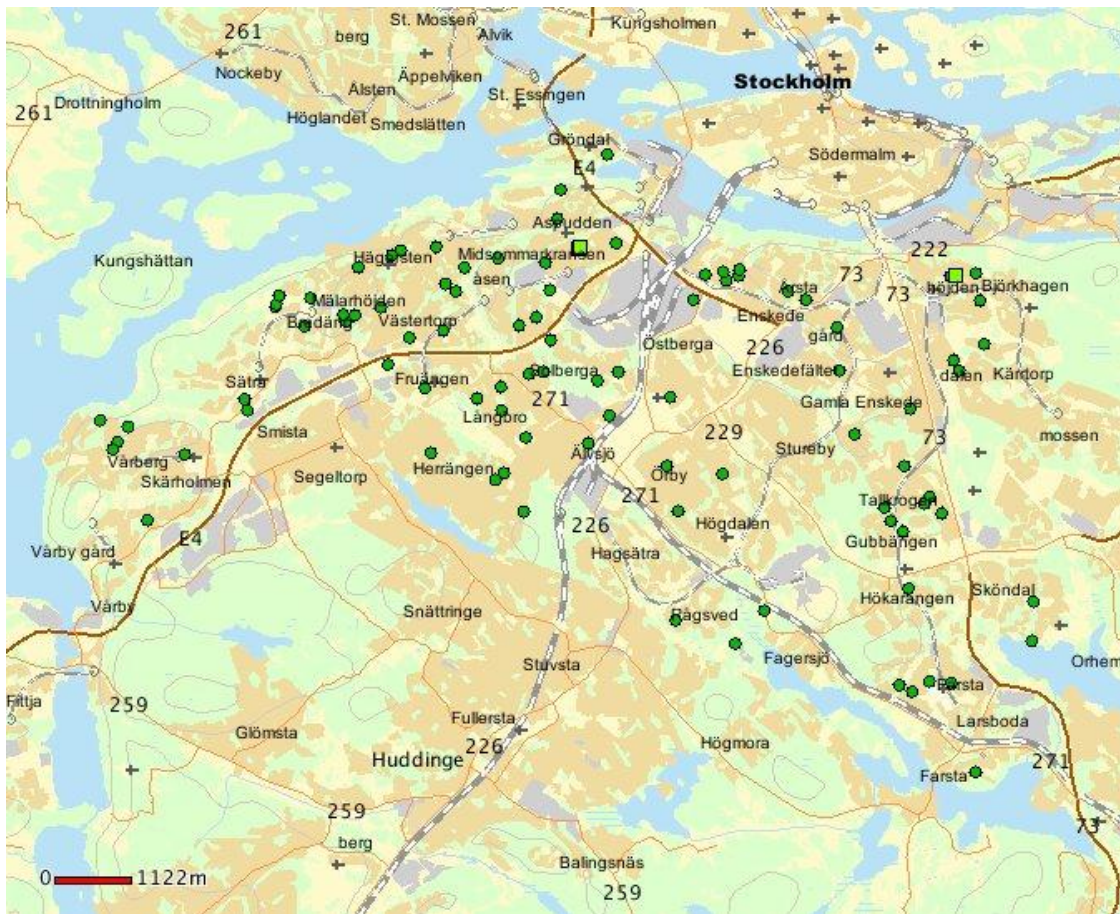 St. Mossen
Kungsholmen
261
berg
Alvik
Nockeby
Äppelviken
Stockholm
Ålsten
St. Essingen
Drottningholm
261
Höglandet
Smedslätten
Gröndal
Södermalm
E4
Aspudden
222
Kungshättan
Hägersten
Midsommarkransen
åsen
73
höjden
Björkhagen
Mälarhöjden
Årsta
73
Bredäng
Västertorp
Enskede
gård
Östberga
226
Fruängen
Solberga
Enskedefältet
dalen
Kärrtorp
Sätra
271
Gamla Enskede
Långbro
Smista
229
73
mossen
Vårberg
Segeltorp
Herrängen
Älvsjö
Örby
Stureby
Skärholmen
271
Tallkrogen
226
Högdalen
E4
Gubbängen
Vårby gård
Hagsätra
Vårby
Snättringe
Rågsved
Hökarängen
Sköndal
Stuvsta
Fagersjö
Orhem
Fittja
Farsta
259
Fullersta
Larsboda
Glömsta
226
Högmora
Huddinge
271
Farsta
259
73
berg
Balingsnäs
0
1122m
259